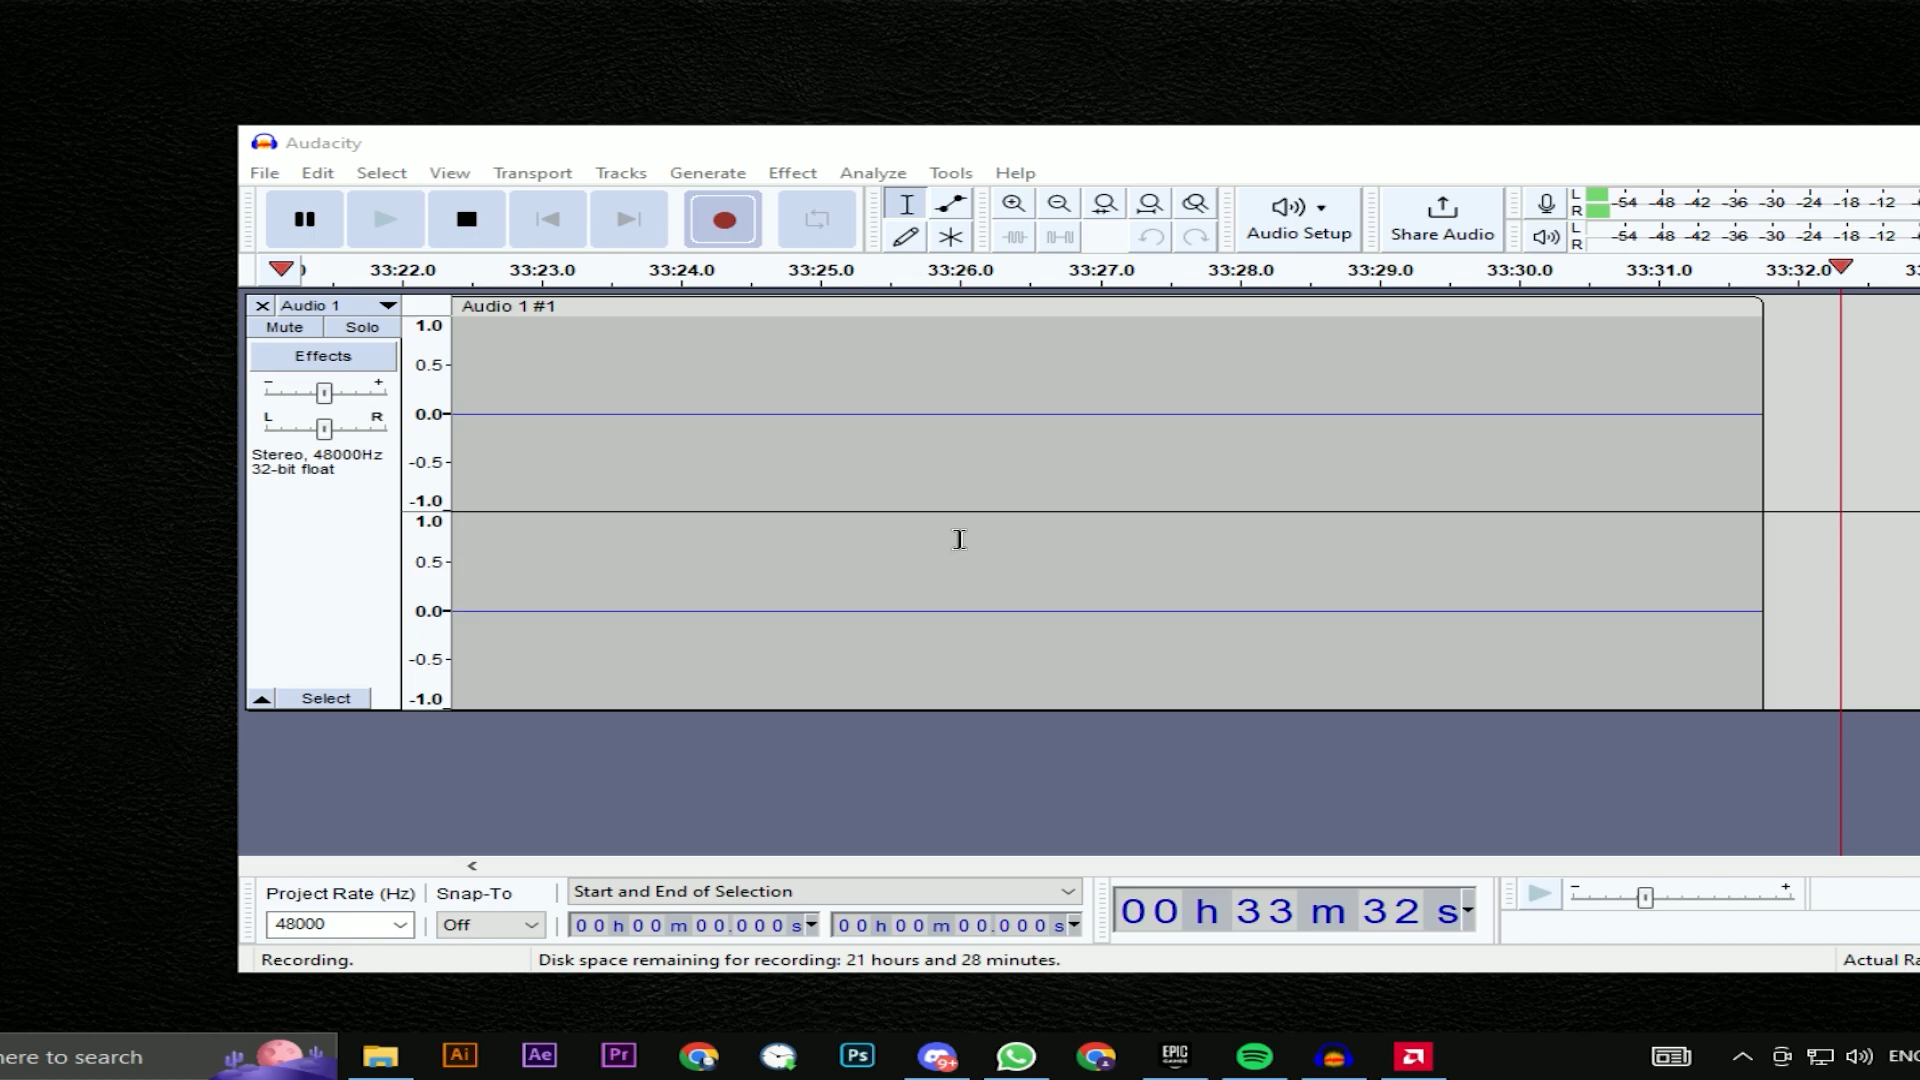 Audacity
File Edit Select View Transport Tracks Generate Effect Analyze Tools Help
Audio Setup
Share Audio
L
R
-54 -48 -42 -36 -30 -24 -18 -12
L
R
-54 -48 -42 -36 -30 -24 -18 -12
33:22.0 33:23.0 33:24.0 33:25.0 33:26.0 33:27.0 33:28.0 33:29.0 33:30.0 33:31.0 33:32.0
Audio 1
Audio 1 #1
Mute Solo
Effects
- +
L R
Stereo, 48000Hz
32-bit float
Select
1.0
0.5
0.0
-0.5
-1.0
1.0
0.5
0.0
-0.5
-1.0
Project Rate (Hz)
Snap-To
Start and End of Selection
48000
Off
00 h 00 m 00.000 s
00 h 00 m 00.000 s
00 h 33 m 32 s
- +
Recording.
Disk space remaining for recording: 21 hours and 28 minutes.
Actual Ra
here to search
Ai
Ae
Pr
Ps
9+
EPIC
GAMES
ENG